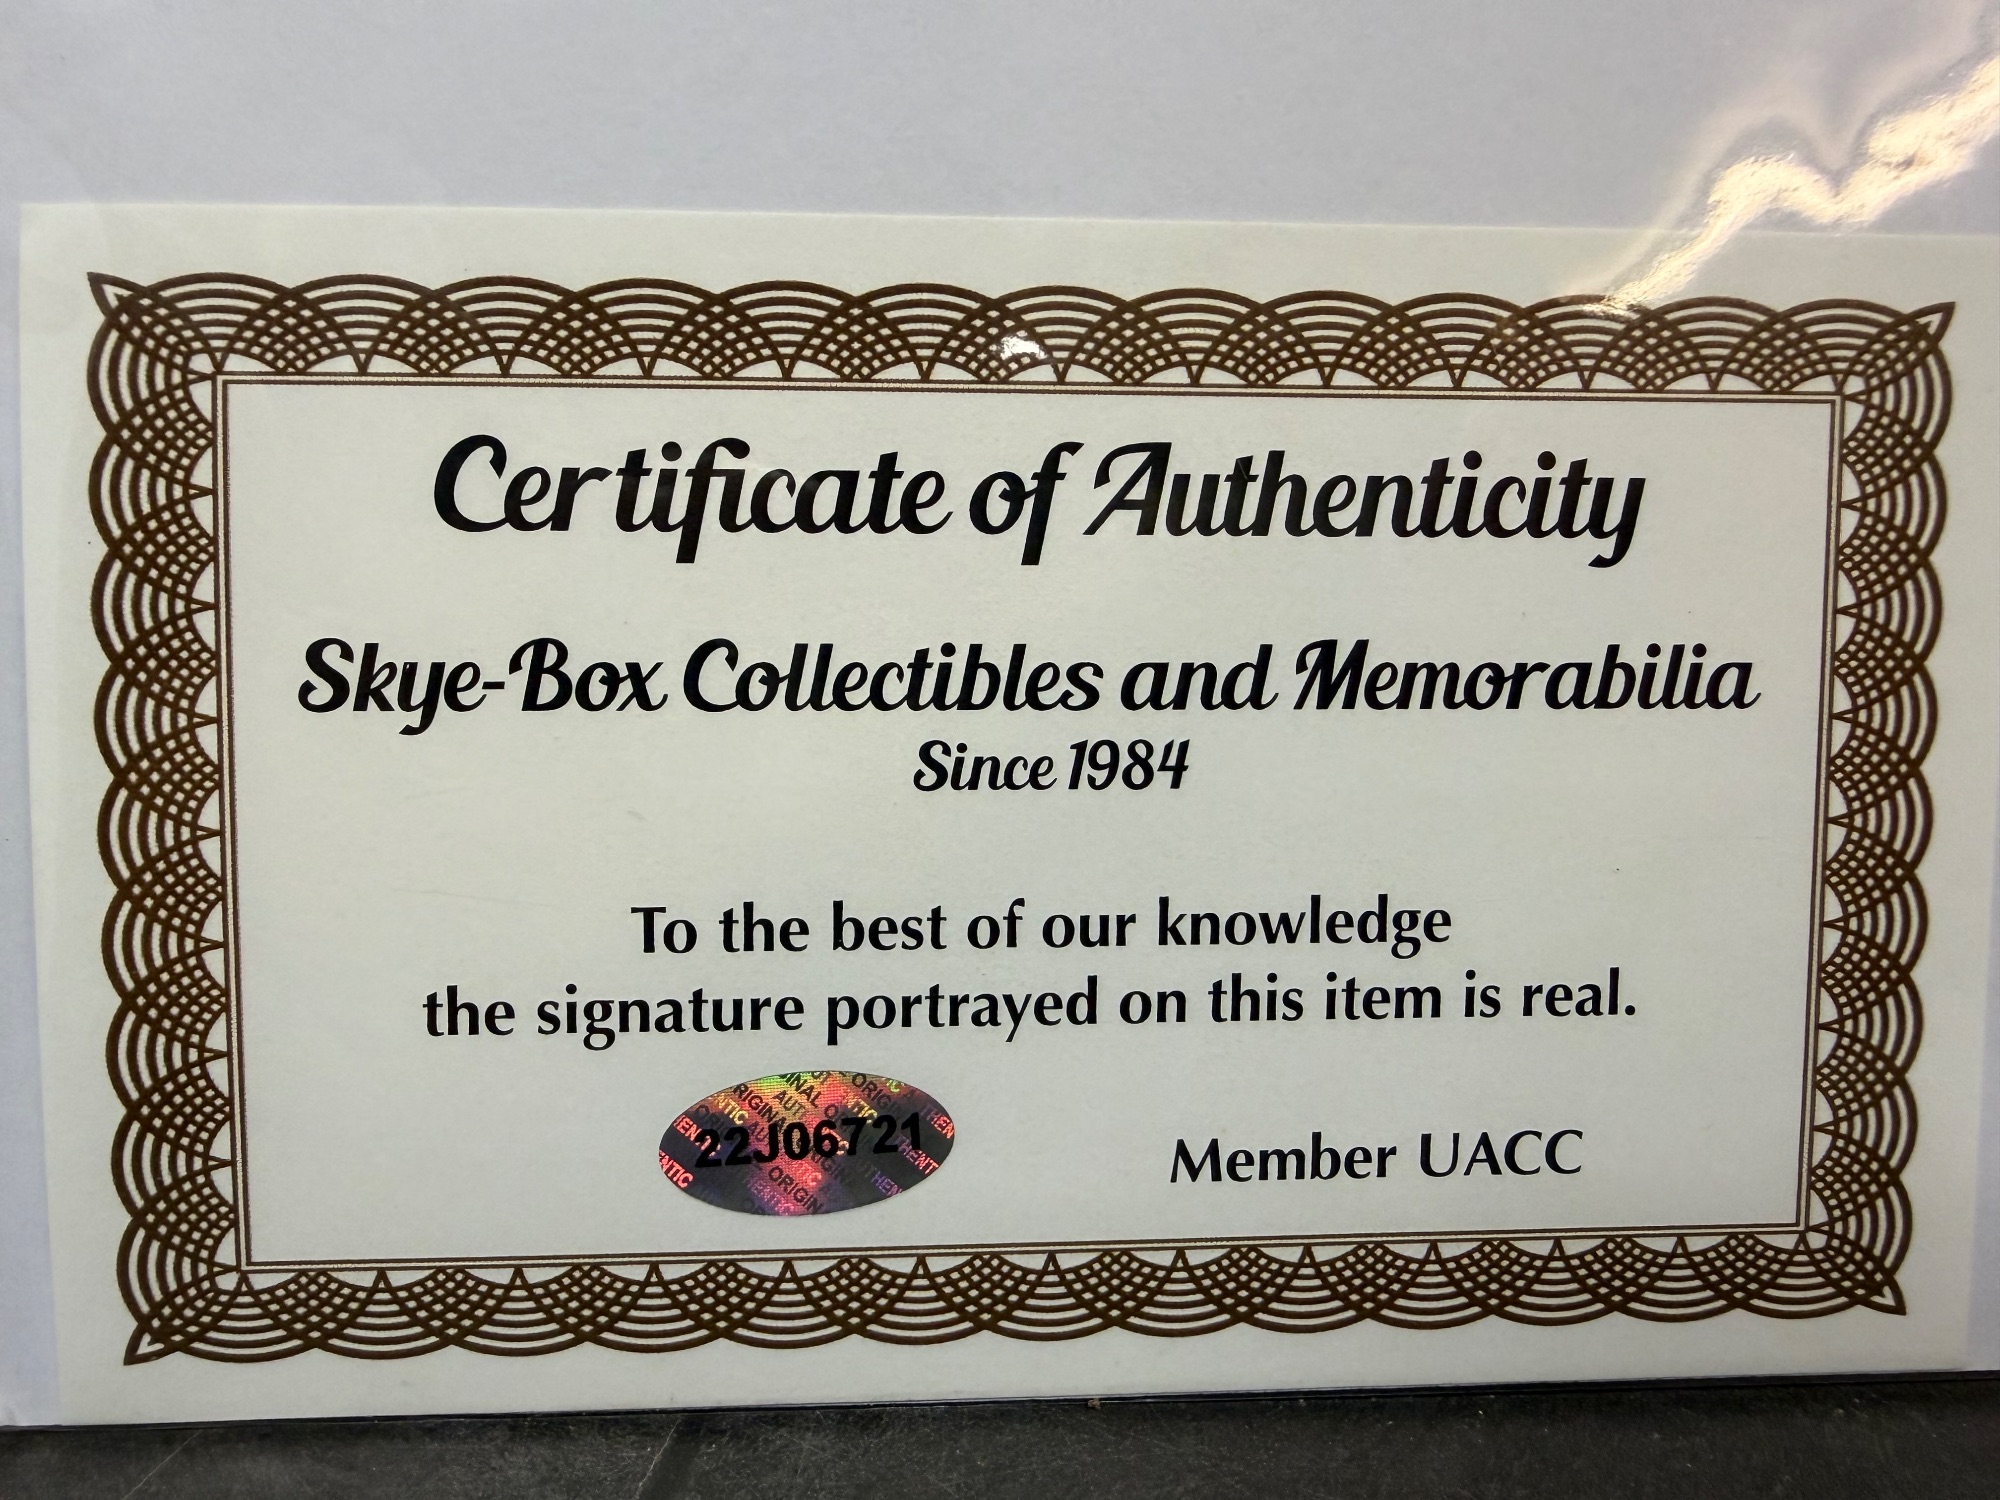 Certificate of Authenticity
Skye-Box Collectibles and Memorabilia
Since 1984
To the best of our knowledge
the signature portrayed on this item is real.
22J06721
Member UACC